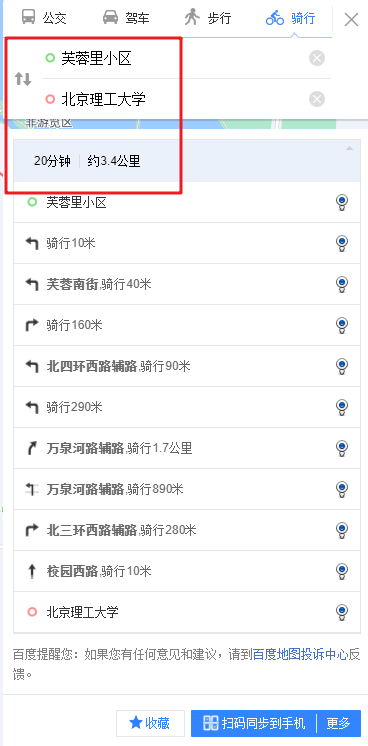 公交 驾车 步行 骑行
芙蓉里小区
北京理工大学
非游览区
20分钟 约3.4公里
芙蓉里小区
骑行10米
芙蓉南街,骑行40米
骑行160米
北四环西路辅路,骑行90米
骑行290米
万泉河路辅路,骑行1.7公里
万泉河路辅路,骑行890米
北三环西路辅路,骑行280米
校园西路,骑行10米
北京理工大学
百度提醒您：如果您有任何意见和建议，请到百度地图投诉中心反
馈。
收藏 扫码同步到手机 更多